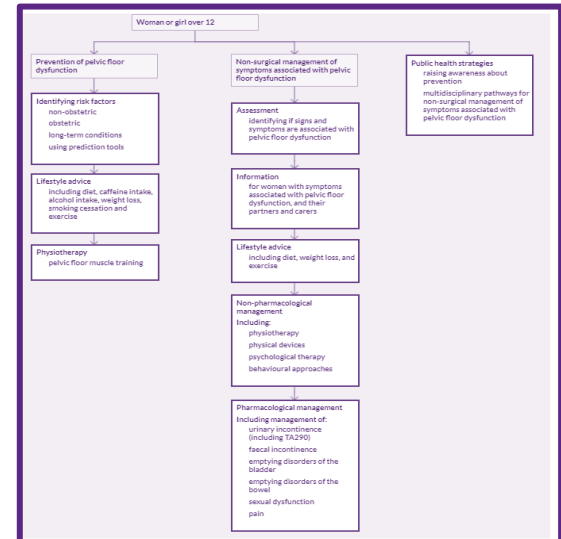 Woman or girl over 12
Prevention of pelvic floor
dysfunction
Identifying risk factors
non-obstetric
obstetric
long-term conditions
using prediction tools
Lifestyle advice
including diet, caffeine intake,
alcohol intake, weight loss,
smoking cessation and
exercise
Physiotherapy
pelvic floor muscle training
Non-surgical management of
symptoms associated with pelvic
floor dysfunction
Assessment
identifying if signs and
symptoms are associated with
pelvic floor dysfunction
Information
for women with symptoms
associated with pelvic floor
dysfunction, and their
partners and carers
Lifestyle advice
including diet, weight loss, and
exercise
Non-pharmacological
management
Including:
physiotherapy
physical devices
psychological therapy
behavioural approaches
Pharmacological management
Including management of:
urinary incontinence
(including TA290)
faecal incontinence
emptying disorders of the
bladder
emptying disorders of the
bowel
sexual dysfunction
pain
Public health strategies
raising awareness about
prevention
multidisciplinary pathways for
non-surgical management of
symptoms associated with
pelvic floor dysfunction